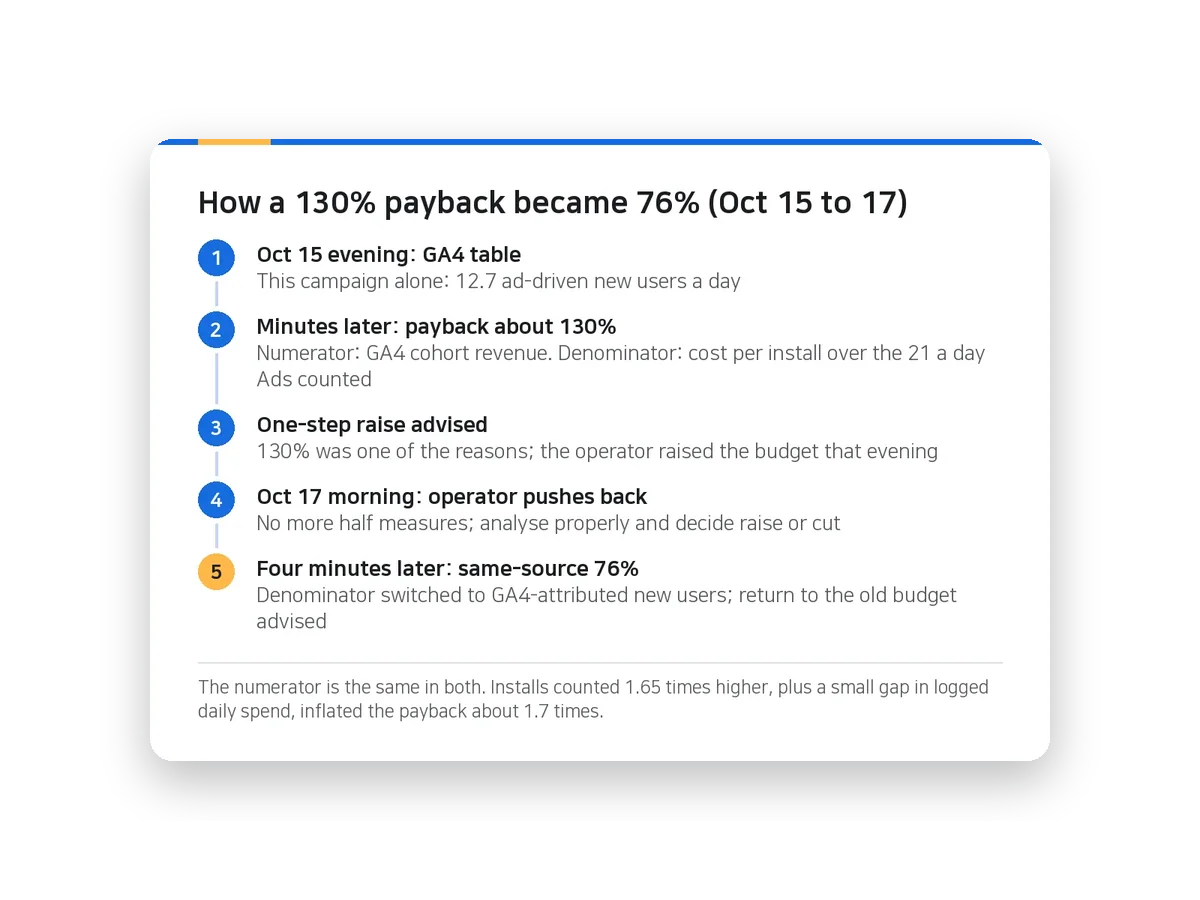 How a 130% payback became 76% (Oct 15 to 17)
1
Oct 15 evening: GA4 table
This campaign alone: 12.7 ad-driven new users a day
2
Minutes later: payback about 130%
Numerator: GA4 cohort revenue. Denominator: cost per install over the 21 a day
Ads counted
3
One-step raise advised
130% was one of the reasons; the operator raised the budget that evening
4
Oct 17 morning: operator pushes back
No more half measures; analyse properly and decide raise or cut
5
Four minutes later: same-source 76%
Denominator switched to GA4-attributed new users; return to the old budget
advised
The numerator is the same in both. Installs counted 1.65 times higher, plus a small gap in logged
daily spend, inflated the payback about 1.7 times.